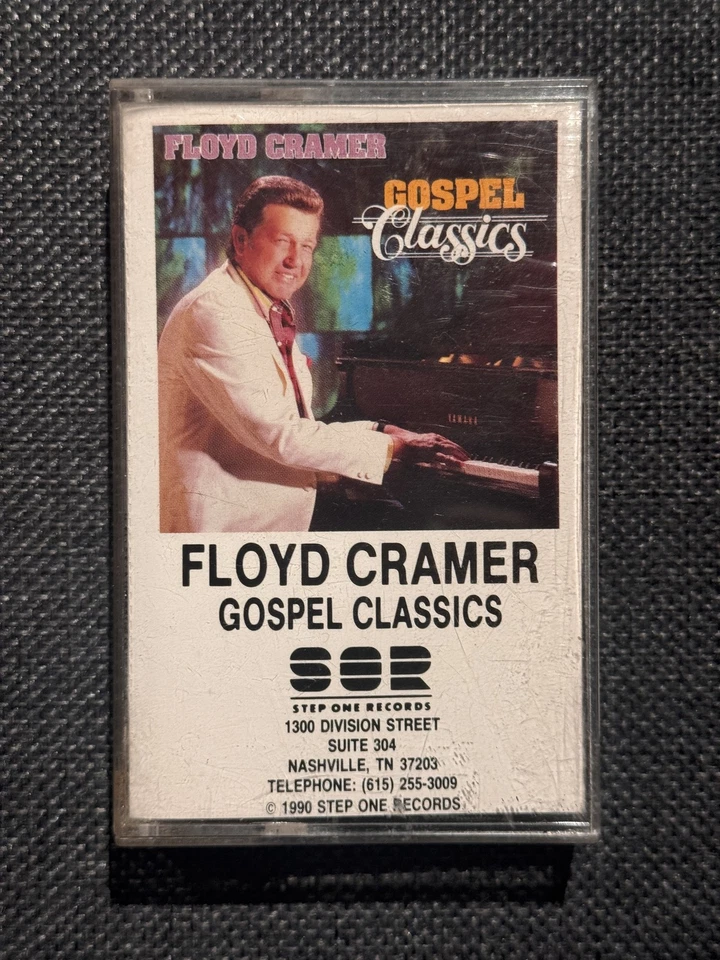 FLOYD CRAMER
GOSPEL
Classics
YAMAHA
FLOYD CRAMER
GOSPEL CLASSICS
SOR
STEP ONE RECORDS
1300 DIVISION STREET
SUITE 304
NASHVILLE, TN 37203
TELEPHONE: (615) 255-3009
© 1990 STEP ONE RECORDS